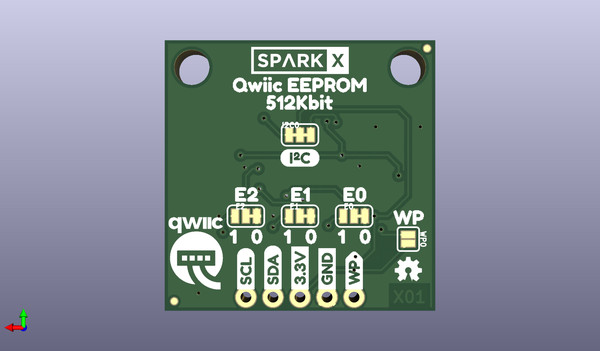 SPARK X
Qwiic EEPROM
512Kbit
I²C
E2 E1 E0
1 0 1 0 1 0
qwiic
WP
WP0
SCL
SDA
3.3V
GND
WP
X01